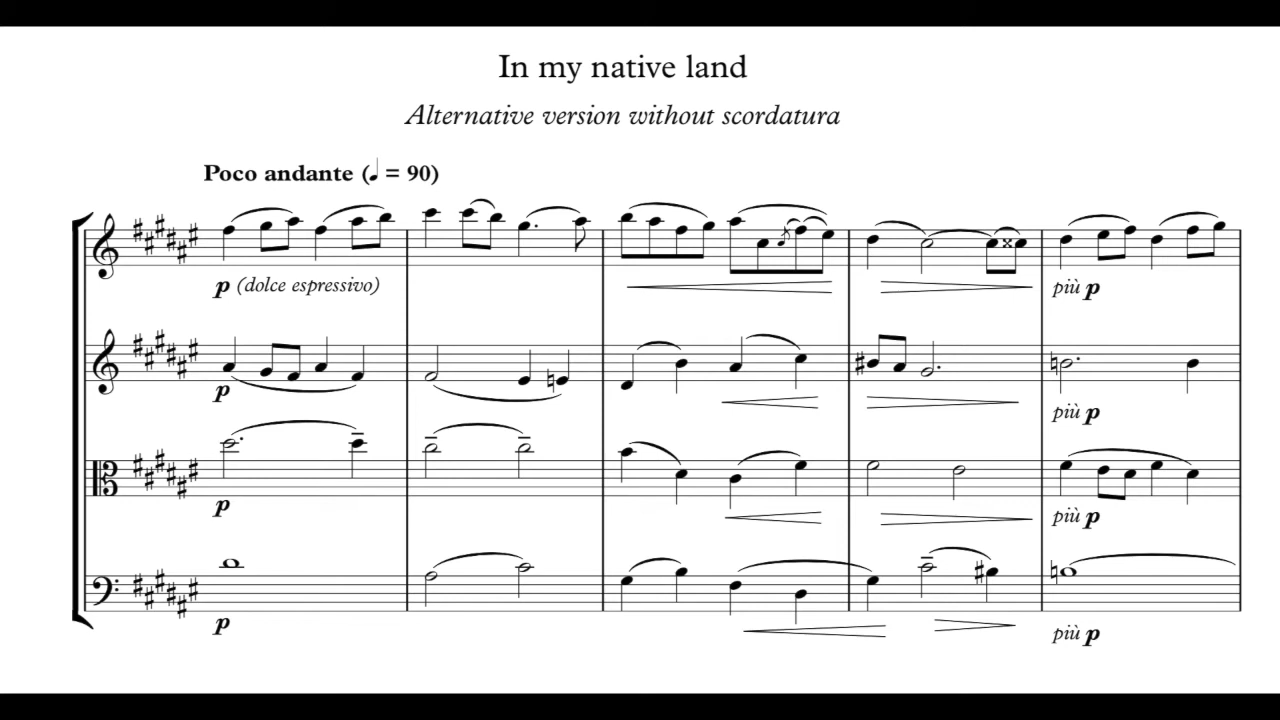 In my native land
Alternative version without scordatura
Poco andante (♩ = 90)
p (dolce espressivo)
più p
p
più p
p
più p
p
più p